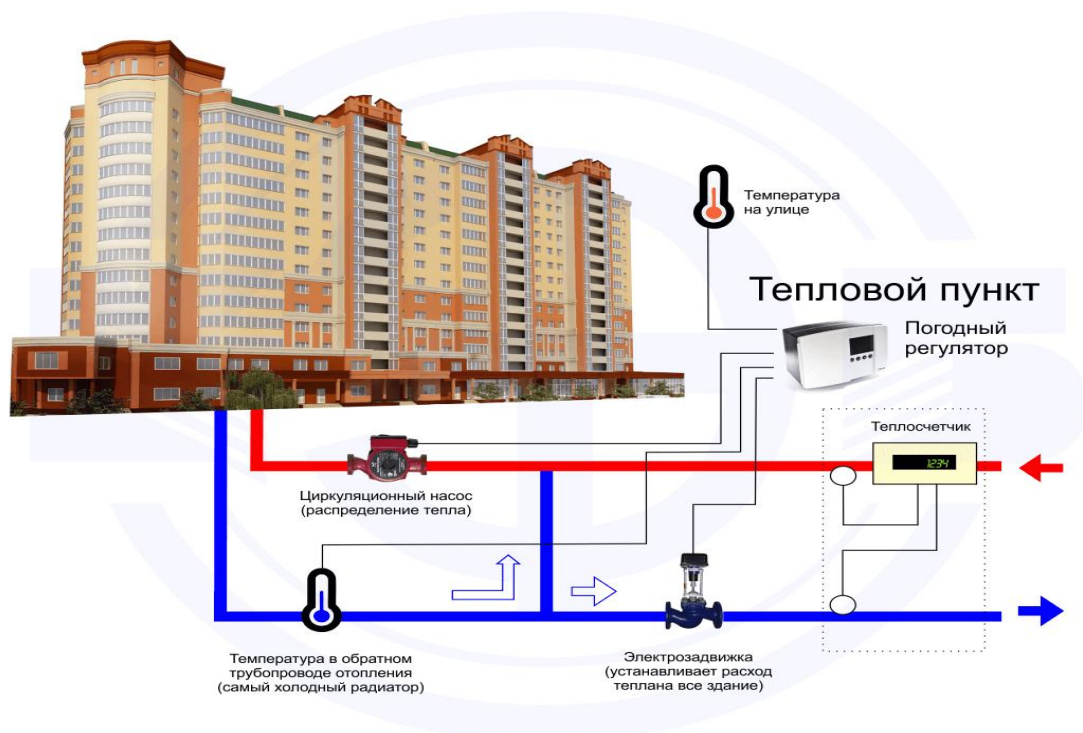 Температура
на улице
Тепловой пункт
Погодный
регулятор
Теплосчетчик
1234
Циркуляционный насос
(распределение тепла)
Температура в обратном
трубопроводе отопления
(самый холодный радиатор)
Электрозадвижка
(устанавливает расход
теплана все здание)